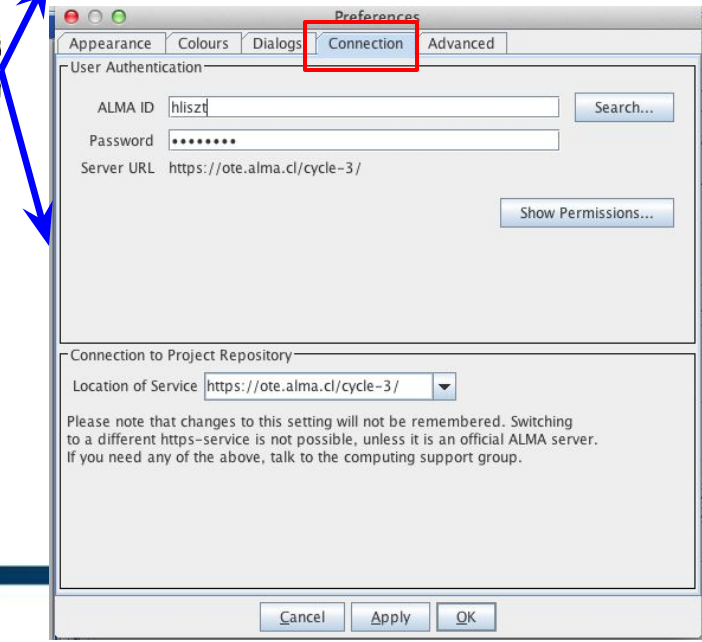 Preferences
Appearance Colours Dialogs Connection Advanced
User Authentication
ALMA ID hliszt Search...
Password ••••••••
Server URL https://ote.alma.cl/cycle-3/
Show Permissions...
Connection to Project Repository
Location of Service https://ote.alma.cl/cycle-3/
Please note that changes to this setting will not be remembered. Switching
to a different https-service is not possible, unless it is an official ALMA server.
If you need any of the above, talk to the computing support group.
Cancel Apply OK